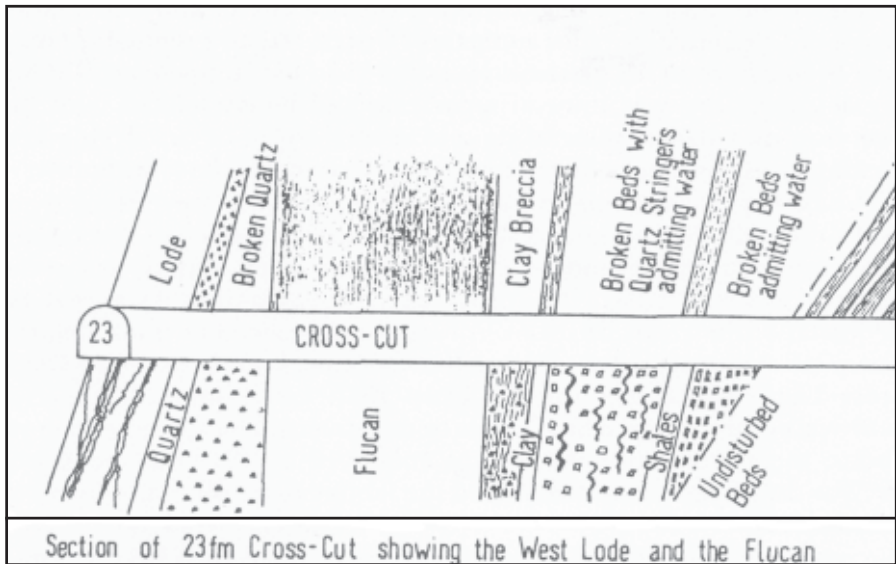 Lode
Broken Quartz
Clay Breccia
Broken Beds with
Quartz Stringers
admitting water
Broken Beds
admitting water
23
CROSS-CUT
Quartz
Flucan
Clay
Shales
Undisturbed
Beds
Section of 23fm Cross-Cut showing the West Lode and the Flucan